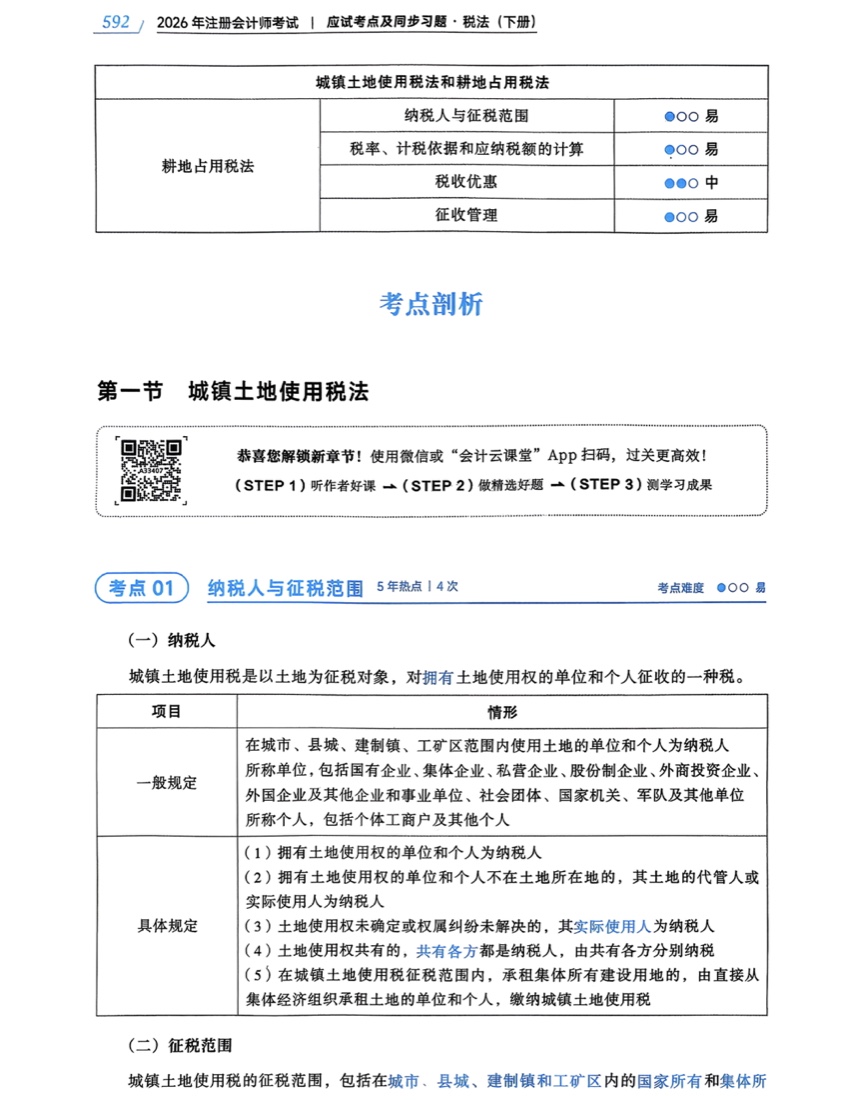 592 2026年注册会计师考试 | 应试考点及同步习题·税法（下册）
城镇土地使用税法和耕地占用税法
耕地占用税法
纳税人与征税范围 易
税率、计税依据和应纳税额的计算 易
税收优惠 中
征收管理 易
考点剖析
第一节 城镇土地使用税法
A33407
恭喜您解锁新章节！使用微信或“会计云课堂”App 扫码，过关更高效！
（STEP 1）听作者好课 → （STEP 2）做精选好题 → （STEP 3）测学习成果
考点 01 纳税人与征税范围 5年热点 | 4次 考点难度 易
（一）纳税人
城镇土地使用税是以土地为征税对象，对拥有土地使用权的单位和个人征收的一种税。
项目 情形
一般规定
在城市、县城、建制镇、工矿区范围内使用土地的单位和个人为纳税人
所称单位，包括国有企业、集体企业、私营企业、股份制企业、外商投资企业、
外国企业及其他企业和事业单位、社会团体、国家机关、军队及其他单位
所称个人，包括个体工商户及其他个人
具体规定
（1）拥有土地使用权的单位和个人为纳税人
（2）拥有土地使用权的单位和个人不在土地所在地的，其土地的代管人或
实际使用人为纳税人
（3）土地使用权未确定或权属纠纷未解决的，其实际使用人为纳税人
（4）土地使用权共有的，共有各方都是纳税人，由共有各方分别纳税
（5）在城镇土地使用税征税范围内，承租集体所有建设用地的，由直接从
集体经济组织承租土地的单位和个人，缴纳城镇土地使用税
（二）征税范围
城镇土地使用税的征税范围，包括在城市、县城、建制镇和工矿区内的国家所有和集体所